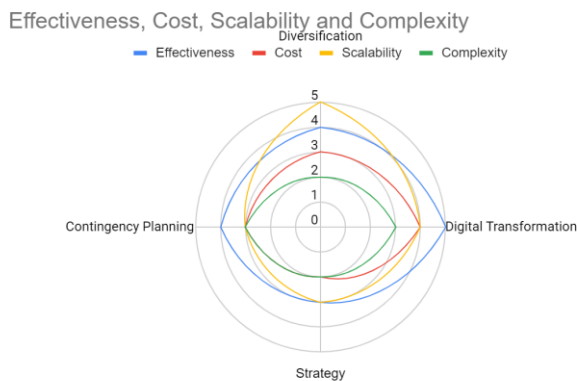 Effectiveness, Cost, Scalability and Complexity
Diversification
Effectiveness Cost Scalability Complexity
5
4
3
2
1
0
Contingency Planning Digital Transformation
Strategy